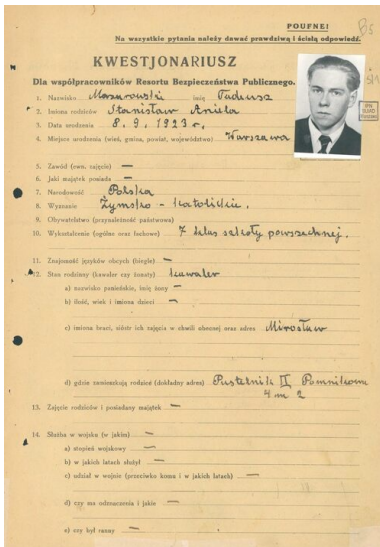 POUFNE!
Bs
Na wszystkie pytania należy dawać prawdziwą i ścisłą odpowiedź.
KWESTJONARIUSZ
Dla współpracowników Resortu Bezpieczeństwa Publicznego.
1. Nazwisko Mazurowski imię Tadeusz
2. Imiona rodziców Stanisław Aniela
3. Data urodzenia 8. 9. 1923 r.
4. Miejsce urodzenia (wieś, gmina, powiat, województwo) Warszawa
5. Zawód (ewn. zajęcie) —
6. Jaki majątek posiada —
7. Narodowość Polska
8. Wyznanie Żymsko - katolickie.
9. Obywatelstwo (przynależność państwowa)
10. Wykształcenie (ogólne oraz fachowe) 7 klas szkoły powszechnej.
11. Znajomość języków obcych (biegle) —
12. Stan rodzinny (kawaler czy żonaty) kawaler
a) nazwisko panieńskie, imię żony —
b) ilość, wiek i imiona dzieci —
c) imiona braci, sióstr ich zajęcia w chwili obecnej oraz adres Mirosław
d) gdzie zamieszkują rodzice (dokładny adres) Pustelnik II Pomnikowa
4 m 2
13. Zajęcie rodziców i posiadany majątek —
14. Służba w wojsku (w jakim) —
a) stopień wojskowy —
b) w jakich latach służył —
c) udział w wojnie (przeciwko komu i w jakich latach) —
d) czy ma odznaczenia i jakie —
e) czy był ranny —